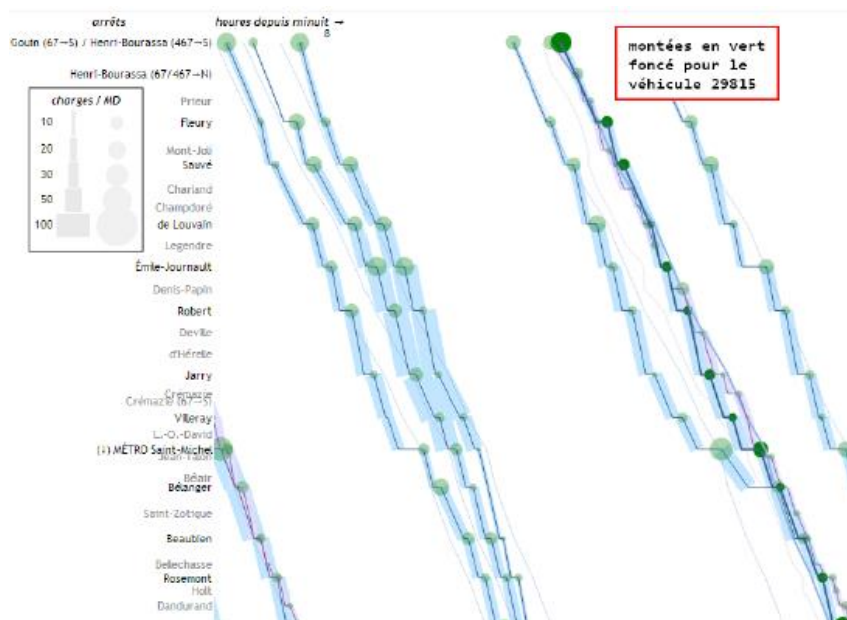 arrêts
heures depuis minuit →
8
Gouin (67→S) / Henri-Bourassa (467→S)
Henri-Bourassa (67/467→N)
montées en vert
foncé pour le
véhicule 29815
charges / MD
10
20
30
50
100
Prieur
Fleury
Mont-Joli
Sauvé
Charland
Champdoré
de Louvain
Legendre
Émile-Journault
Denis-Papin
Robert
Deville
d'Hérelle
Jarry
Crémazie
Crémazie (67→S)
Villeray
L.-O.-David
(↕) MÉTRO Saint-Michel
Jean-Talon
Béair
Bélanger
Saint-Zotique
Beaubien
Bellechasse
Rosemont
Holt
Dandurand